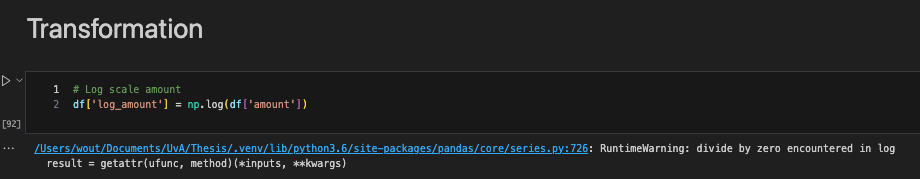 Transformation
1 # Log scale amount
2 df['log_amount'] = np.log(df['amount'])
[92]
... /Users/wout/Documents/UvA/Thesis/.venv/lib/python3.6/site-packages/pandas/core/series.py:726: RuntimeWarning: divide by zero encountered in log
result = getattr(ufunc, method)(*inputs, **kwargs)